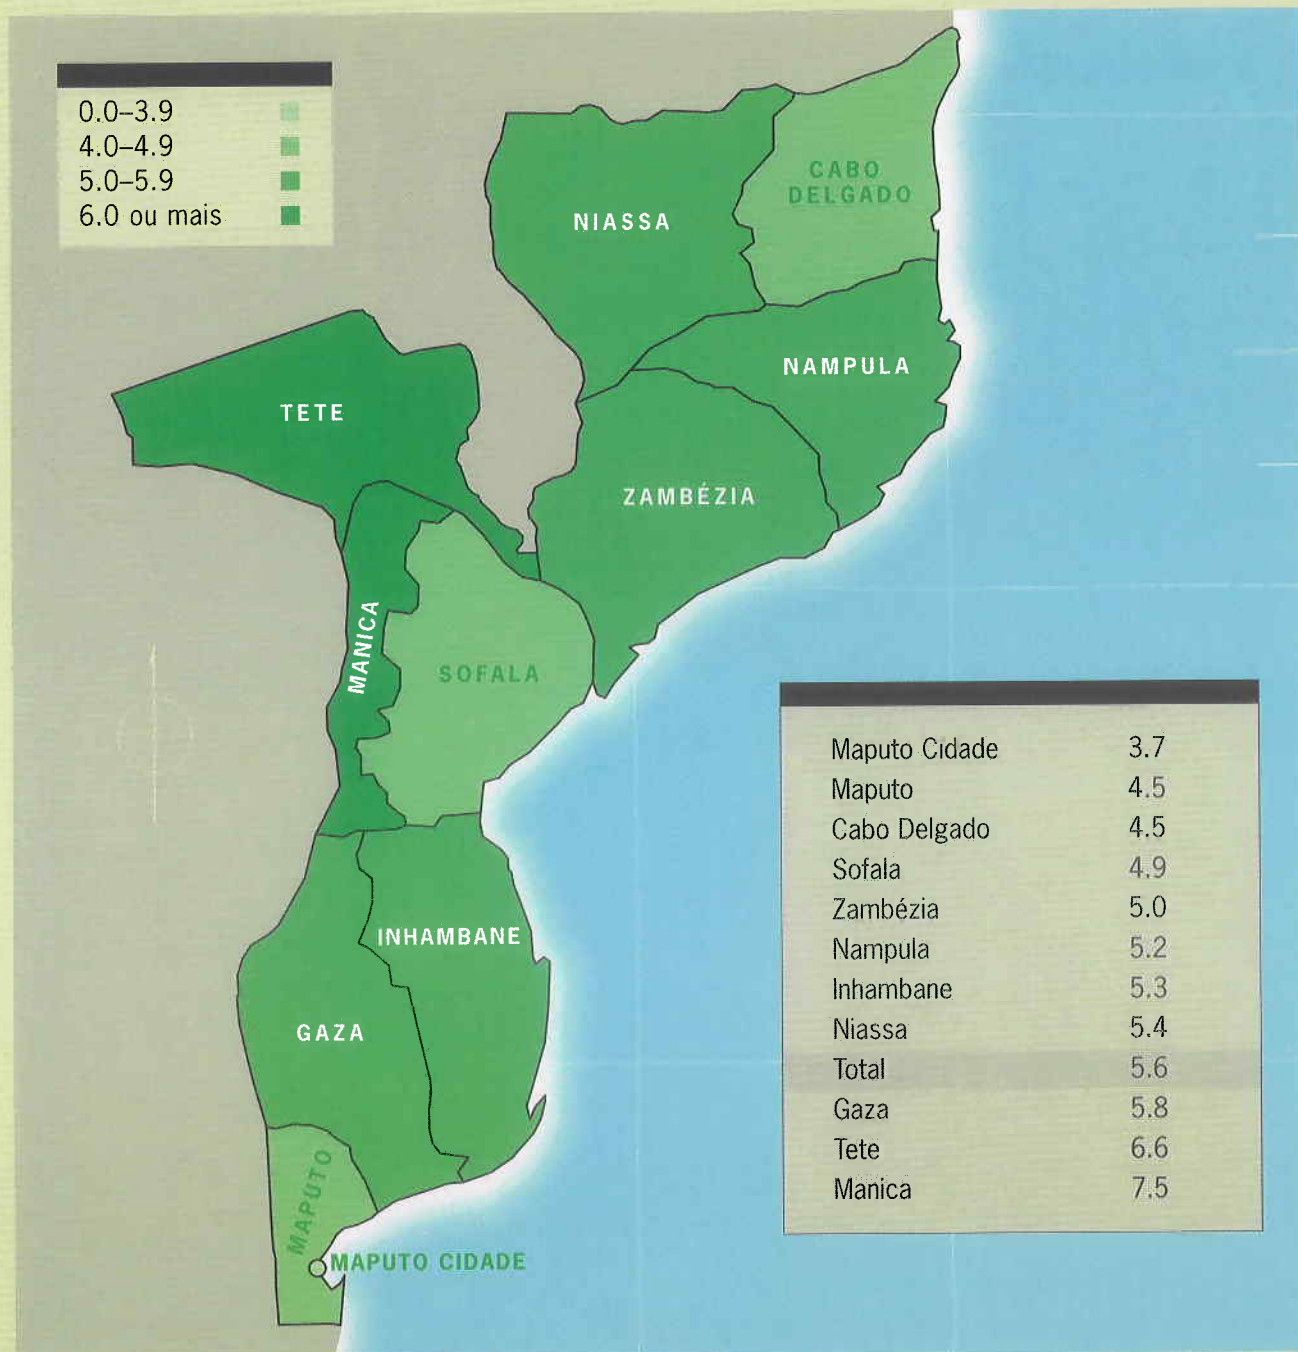 0.0–3.9
4.0–4.9
5.0–5.9
6.0 ou mais
CABO
DELGADO
NIASSA
NAMPULA
TETE
ZAMBÉZIA
MANICA
SOFALA
INHAMBANE
GAZA
MAPUTO
MAPUTO CIDADE
Maputo Cidade 3.7
Maputo 4.5
Cabo Delgado 4.5
Sofala 4.9
Zambézia 5.0
Nampula 5.2
Inhambane 5.3
Niassa 5.4
Total 5.6
Gaza 5.8
Tete 6.6
Manica 7.5